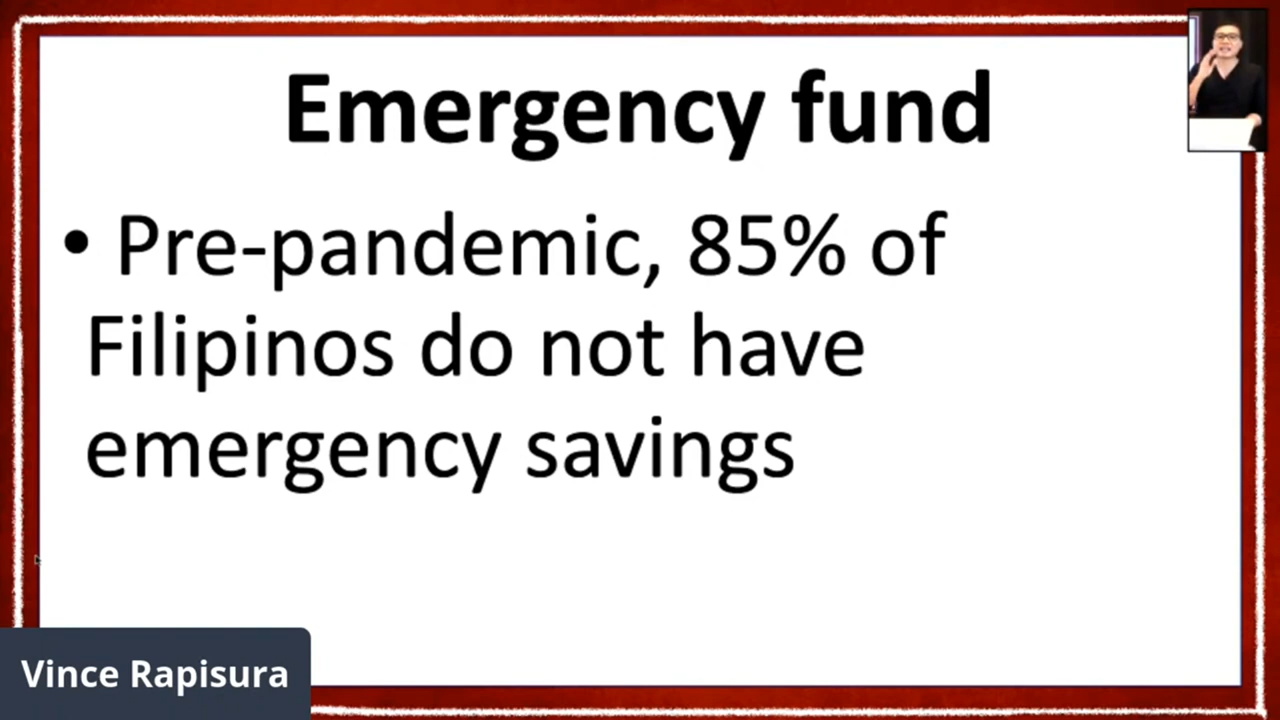 Emergency fund
• Pre-pandemic, 85% of
Filipinos do not have
emergency savings
Vince Rapisura